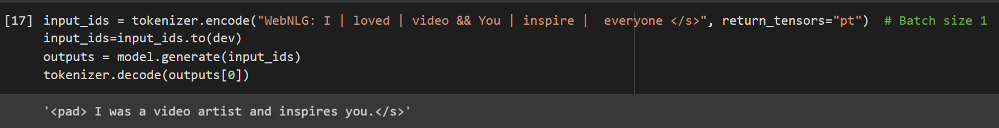 [17] input_ids = tokenizer.encode("WebNLG: I | loved | video && You | inspire |  everyone </s>", return_tensors="pt")  # Batch size 1
input_ids=input_ids.to(dev)
outputs = model.generate(input_ids)
tokenizer.decode(outputs[0])
'<pad> I was a video artist and inspires you.</s>'